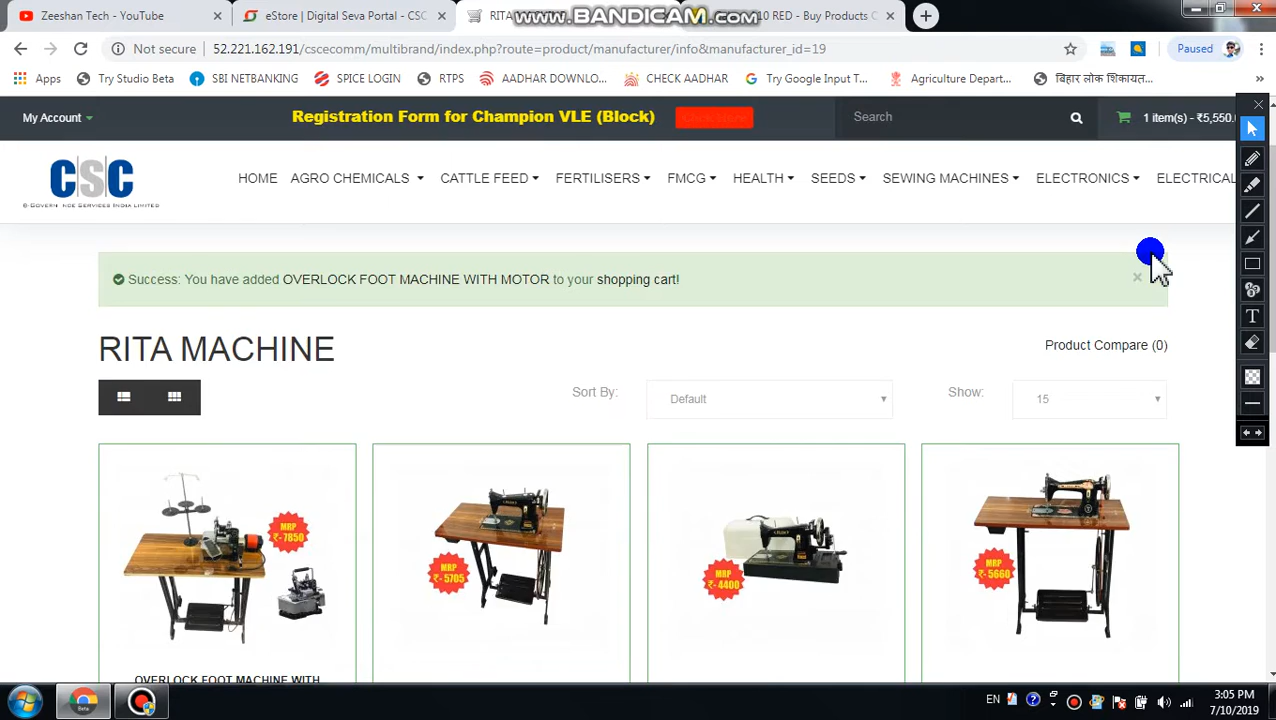 Zeeshan Tech - YouTube
eStore | Digital Seva Portal - CSC
RITA
www.BANDICAM.com
10 RED - Buy Products
Not secure
52.221.162.191/cscecomm/multibrand/index.php?route=product/manufacturer/info&manufacturer_id=19
Paused
Apps
Try Studio Beta
SBI NETBANKING
SPICE LOGIN
RTPS
AADHAR DOWNLO...
CHECK AADHAR
Try Google Input T...
Agriculture Depart...
बिहार लोक शिकायत...
»
My Account
Registration Form for Champion VLE (Block)
Search
1 item(s) - ₹5,550.
CSC
HOME
AGRO CHEMICALS
CATTLE FEED
FERTILISERS
FMCG
HEALTH
SEEDS
SEWING MACHINES
ELECTRONICS
ELECTRICAL
Success: You have added OVERLOCK FOOT MACHINE WITH MOTOR to your shopping cart!
×
RITA MACHINE
Product Compare (0)
Sort By:
Default
Show:
15
MRP
₹- 7850
MRP
₹- 5705
MRP
₹- 4400
MRP
₹- 5660
OVERLOCK FOOT MACHINE WITH
T
EN
3:05 PM
7/10/2019
Beta